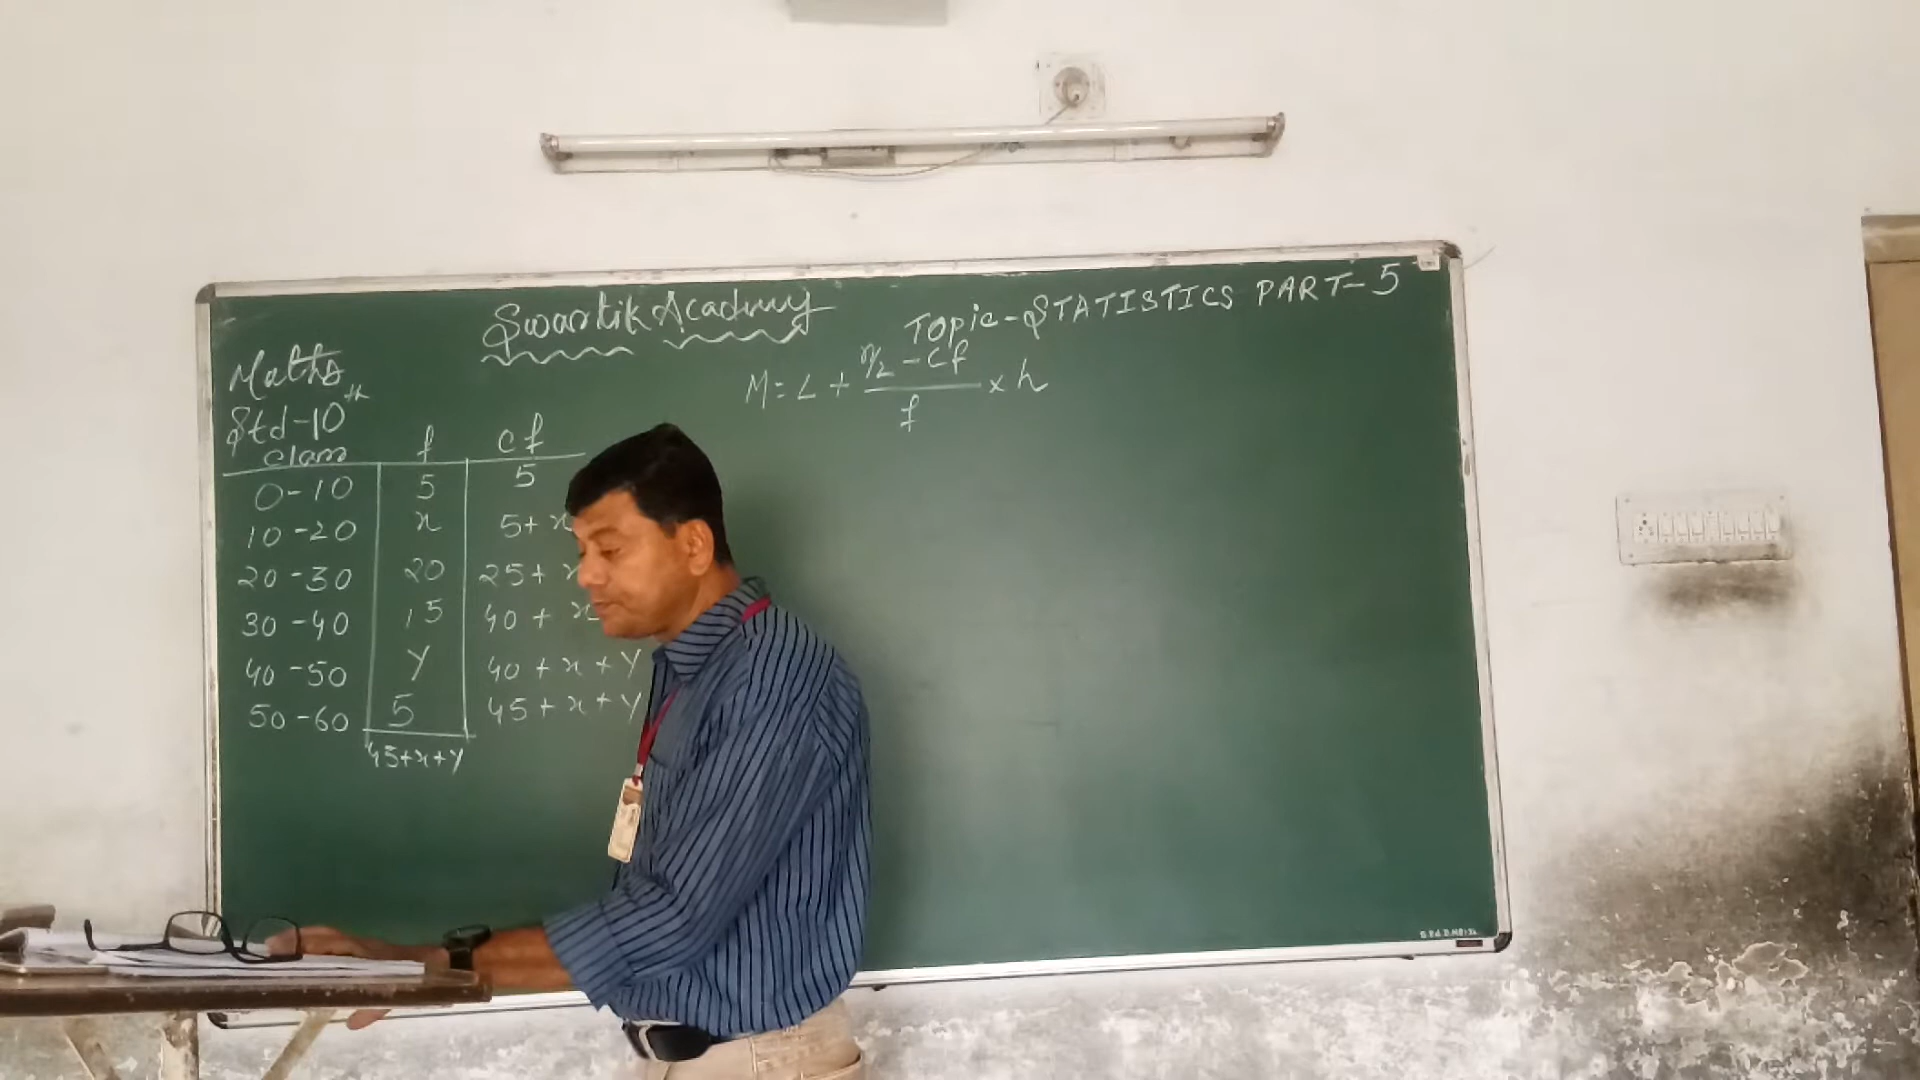 Swastik Academy
Topic-STATISTICS PART-5
Maths
Std-10th
M = L + n/2 - cf / f × h
class f cf
0-10 5 5
10-20 x 5+x
20-30 20 25+
30-40 15 40 + x
40-50 y 40 + x + y
50-60 5 45 + x + y
45+x+y